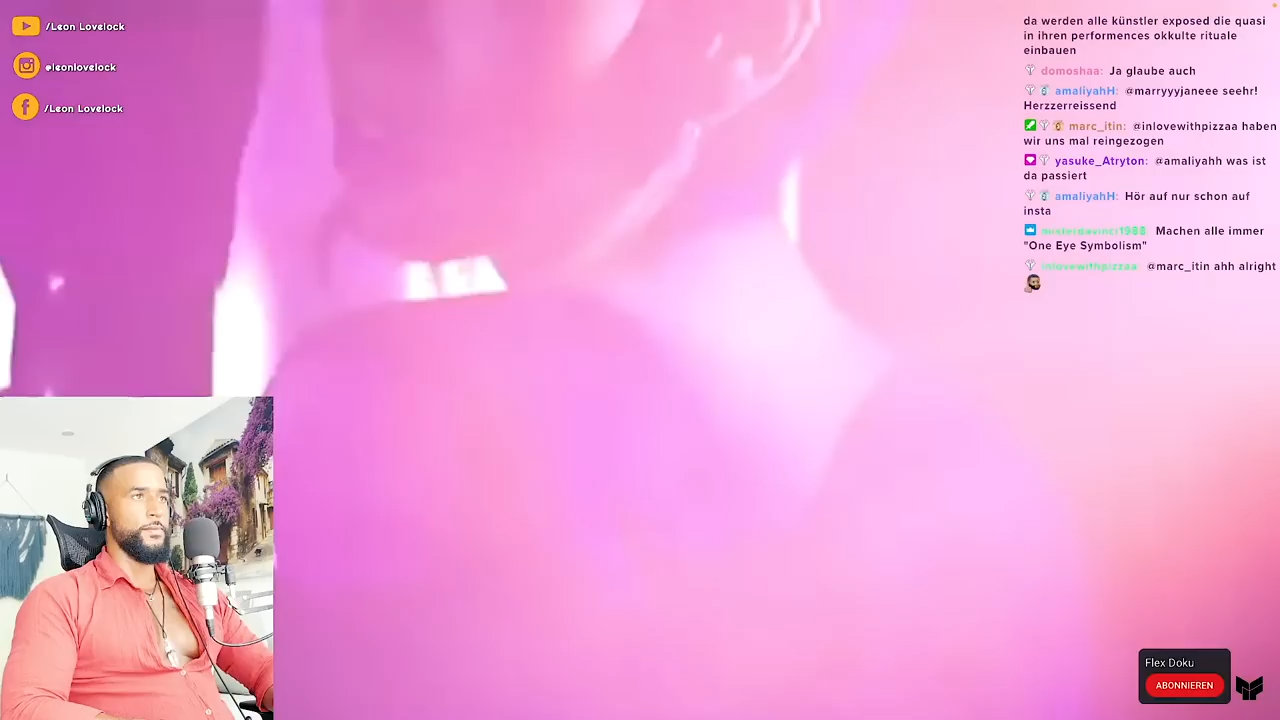 /Leon Lovelock
@leonlovelock
/Leon Lovelock
da werden alle künstler exposed die quasi
in ihren performences okkulte rituale
einbauen
domoshaa: Ja glaube auch
amaliyahH: @marryyyjaneee seehr!
Herzzerreissend
marc_itin: @inlovewithpizzaa haben
wir uns mal reingezogen
yasuke_Atryton: @amaliyahh was ist
da passiert
amaliyahH: Hör auf nur schon auf
insta
misterdavinci1988 Machen alle immer
"One Eye Symbolism"
inlovewithpizzaa @marc_itin ahh alright
Flex Doku
ABONNIEREN